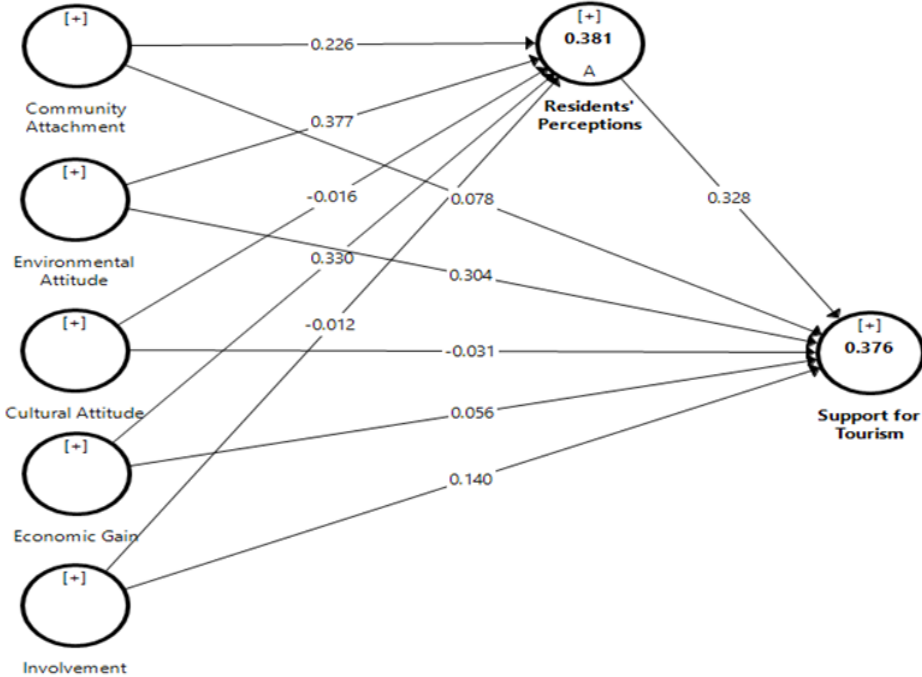 [+]
[+]
0.381
A
0.226
Community
Attachment
Residents'
Perceptions
0.377
[+]
-0.016
0.078
0.328
Environmental
Attitude
0.330
0.304
[+]
-0.012
[+]
0.376
-0.031
Cultural Attitude
0.056
Support for
Tourism
[+]
0.140
Economic Gain
[+]
Involvement